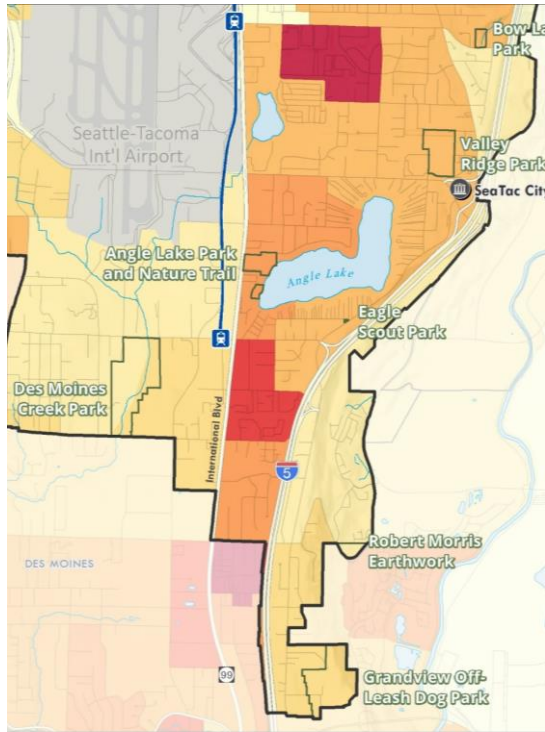 Bow La
Park
Seattle-Tacoma
Int'l Airport
Valley
Ridge Park
SeaTac City
Angle Lake Park
and Nature Trail
Angle Lake
Eagle
Scout Park
Des Moines
Creek Park
International Blvd
5
Robert Morris
Earthwork
DES MOINES
99
Grandview Off-
Leash Dog Park